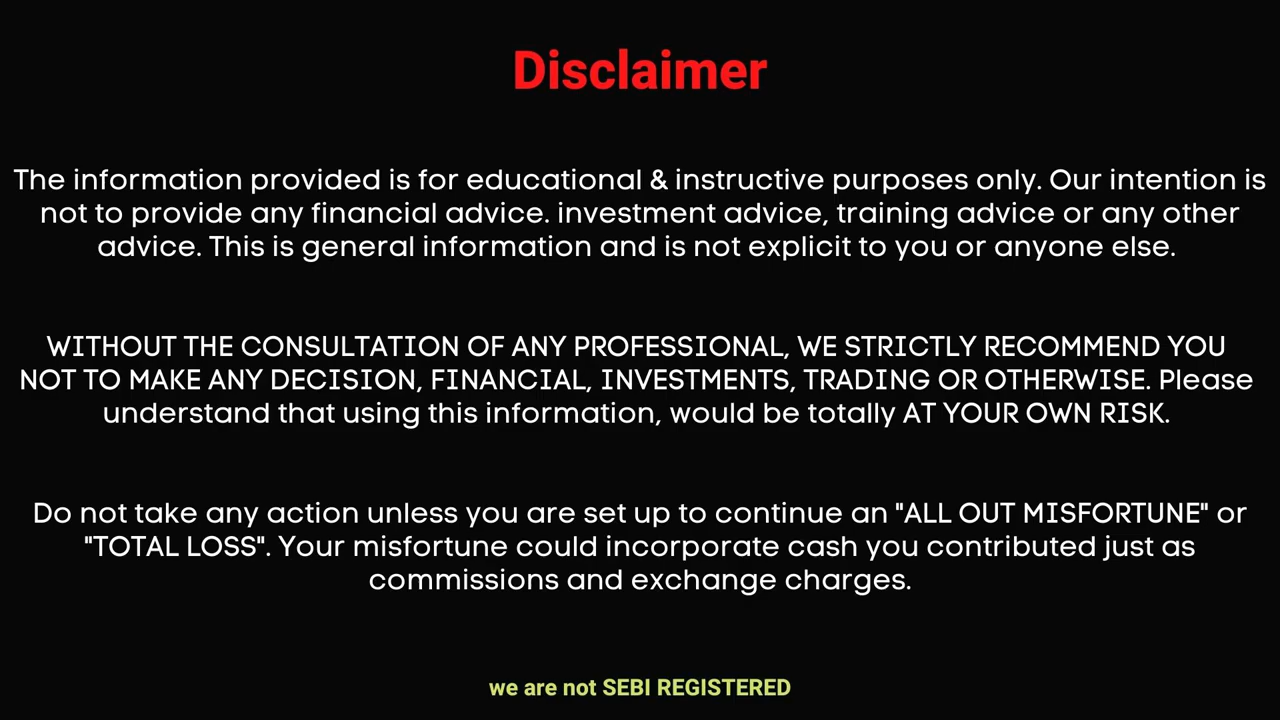 Disclaimer
The information provided is for educational & instructive purposes only. Our intention is
not to provide any financial advice. investment advice, training advice or any other
advice. This is general information and is not explicit to you or anyone else.
WITHOUT THE CONSULTATION OF ANY PROFESSIONAL, WE STRICTLY RECOMMEND YOU
NOT TO MAKE ANY DECISION, FINANCIAL, INVESTMENTS, TRADING OR OTHERWISE. Please
understand that using this information, would be totally AT YOUR OWN RISK.
Do not take any action unless you are set up to continue an "ALL OUT MISFORTUNE" or
"TOTAL LOSS". Your misfortune could incorporate cash you contributed just as
commissions and exchange charges.
we are not SEBI REGISTERED